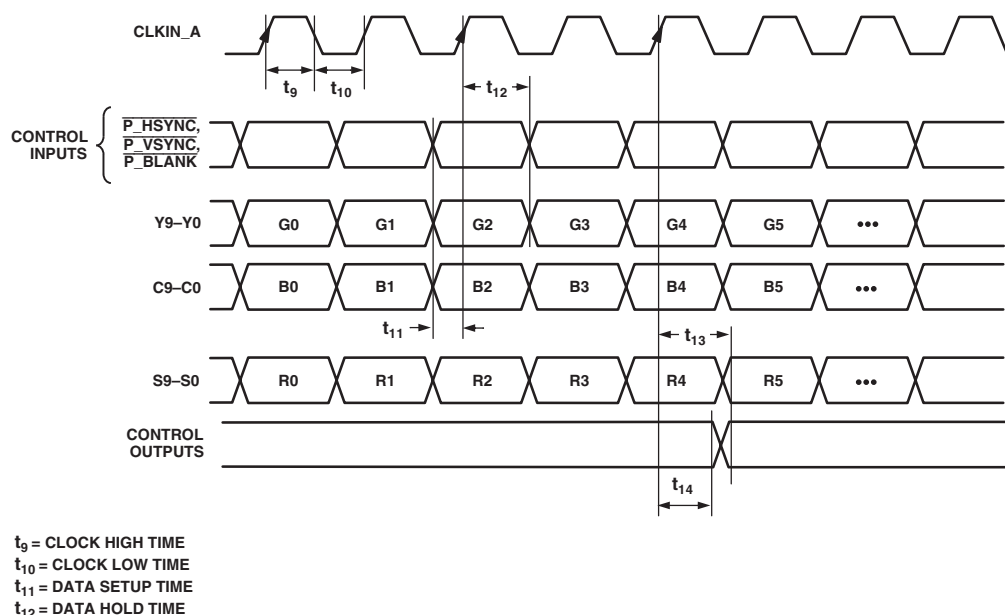 CLKIN_A
t9
t10
t12
CONTROL
INPUTS
P_HSYNC,
P_VSYNC,
P_BLANK
Y9–Y0 G0 G1 G2 G3 G4 G5 •••
C9–C0 B0 B1 B2 B3 B4 B5 •••
t11
t13
S9–S0 R0 R1 R2 R3 R4 R5 •••
CONTROL
OUTPUTS
t14
t9 = CLOCK HIGH TIME
t10 = CLOCK LOW TIME
t11 = DATA SETUP TIME
t12 = DATA HOLD TIME